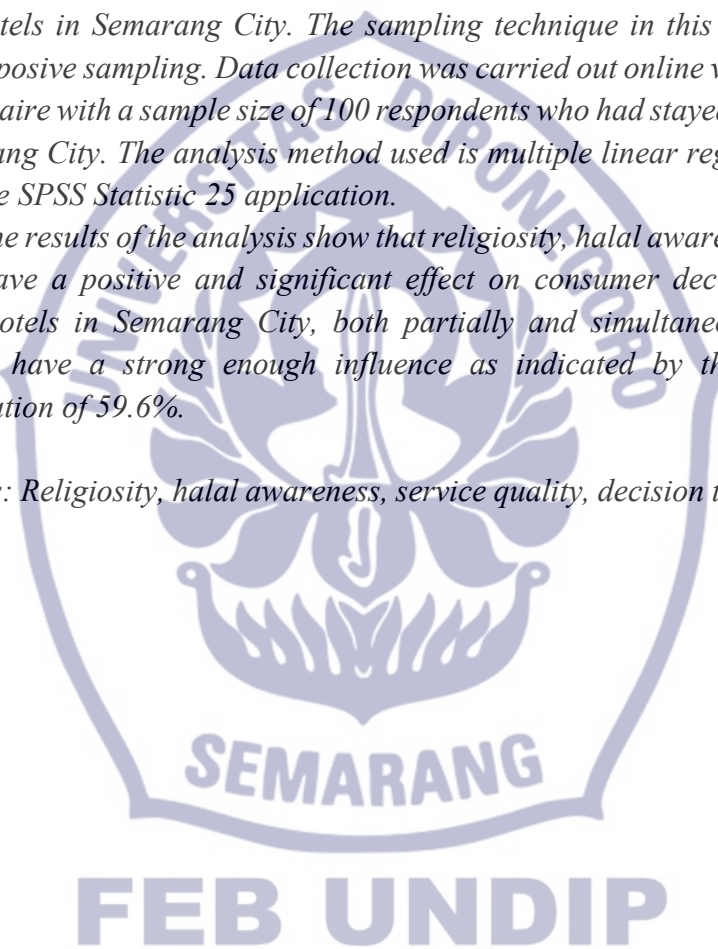 tels in Semarang City. The sampling technique in this
posive sampling. Data collection was carried out online v
aire with a sample size of 100 respondents who had stayed
ang City. The analysis method used is multiple linear reg
e SPSS Statistic 25 application.
he results of the analysis show that religiosity, halal aware
ave a positive and significant effect on consumer dec
otels in Semarang City, both partially and simultane
have a strong enough influence as indicated by th
ation of 59.6%.
: Religiosity, halal awareness, service quality, decision t
UNIVERSITAS DIPONEGORO
SEMARANG
FEB UNDIP